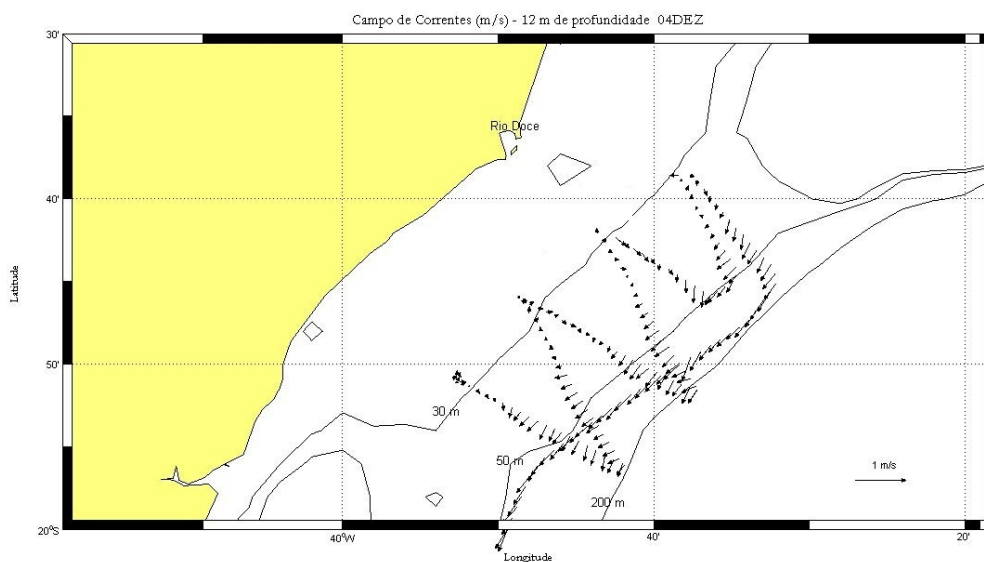 Campo de Correntes (m/s) - 12 m de profundidade 04DEZ
30'
Rio Doce
40'
Latitude
50'
30 m
50 m
1 m/s
200 m
20°S
40°W
40'
20'
Longitude